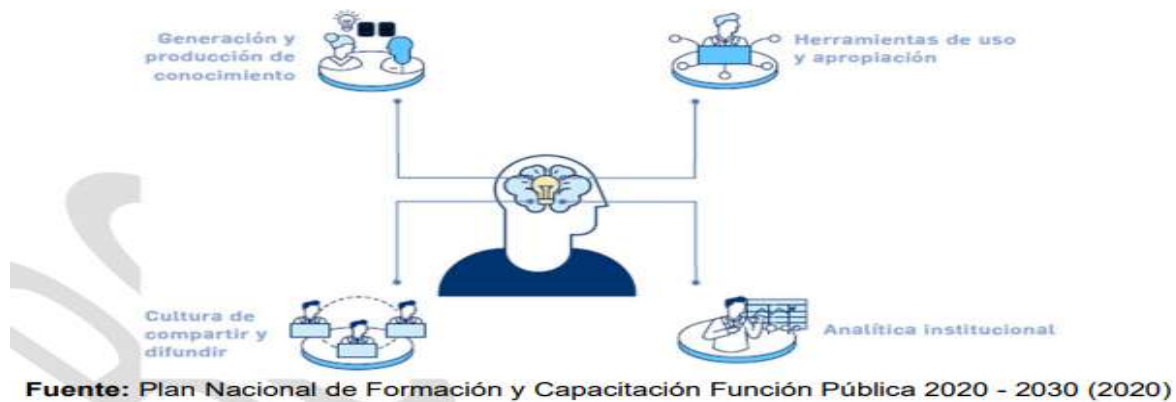 Generación y
producción de
conocimiento
Herramientas de uso
y apropiación
Cultura de
compartir y
difundir
Analítica institucional
Fuente: Plan Nacional de Formación y Capacitación Función Pública 2020 - 2030 (2020)